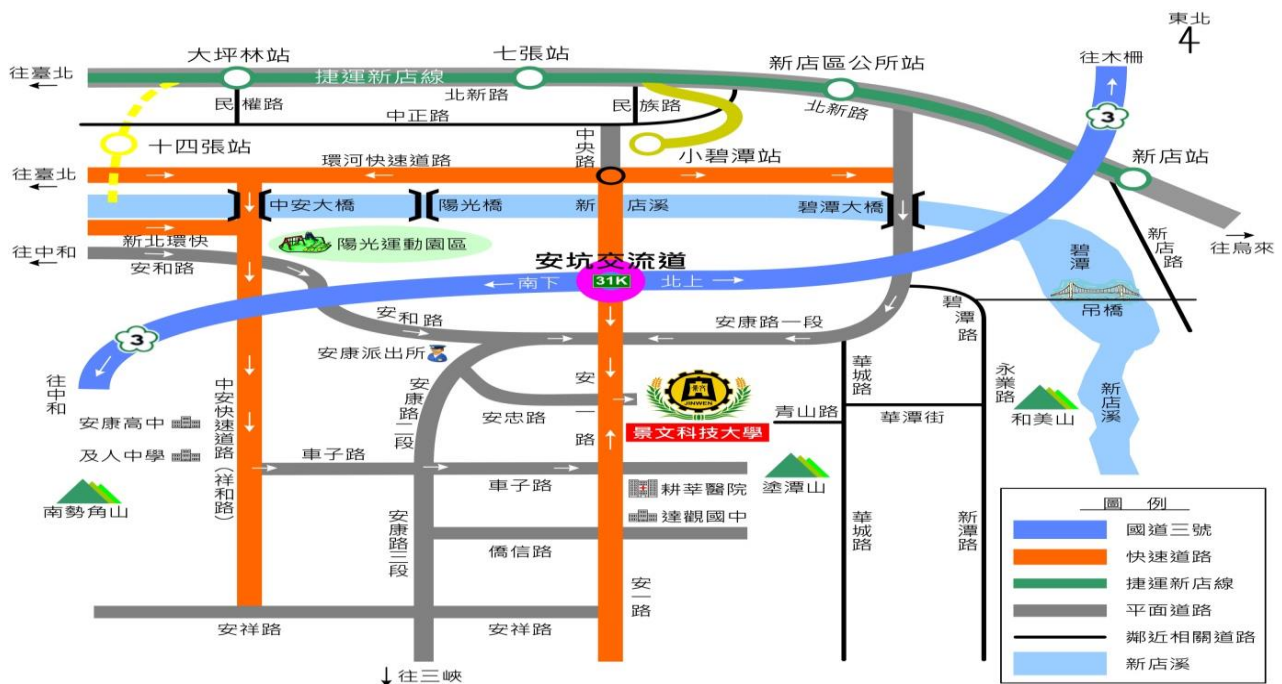 東北
4
大坪林站
七張站
新店區公所站
往木柵
往臺北
捷運新店線
北新路
北新路
民權路
民族路
中正路
3
十四張站
中央路
小碧潭站
新店站
環河快速道路
往臺北
中安大橋
陽光橋
新店溪
碧潭大橋
往烏來
新店路
新北環快
陽光運動園區
往中和
安和路
安坑交流道
碧潭
南下
31K
北上
吊橋
碧潭路
安和路
安康路一段
3
安康派出所
往中和
中安快速道路(祥和路)
安康路二段
安一路
華城路
永業路
新店溪
JINWEN
安忠路
青山路
華潭街
和美山
安康高中
景文科技大學
及人中學
車子路
車子路
耕莘醫院
塗潭山
南勢角山
達觀國中
安康路三段
僑信路
華城路
新潭路
安一路
安祥路
安祥路
往三峽
圖例
國道三號
快速道路
捷運新店線
平面道路
鄰近相關道路
新店溪